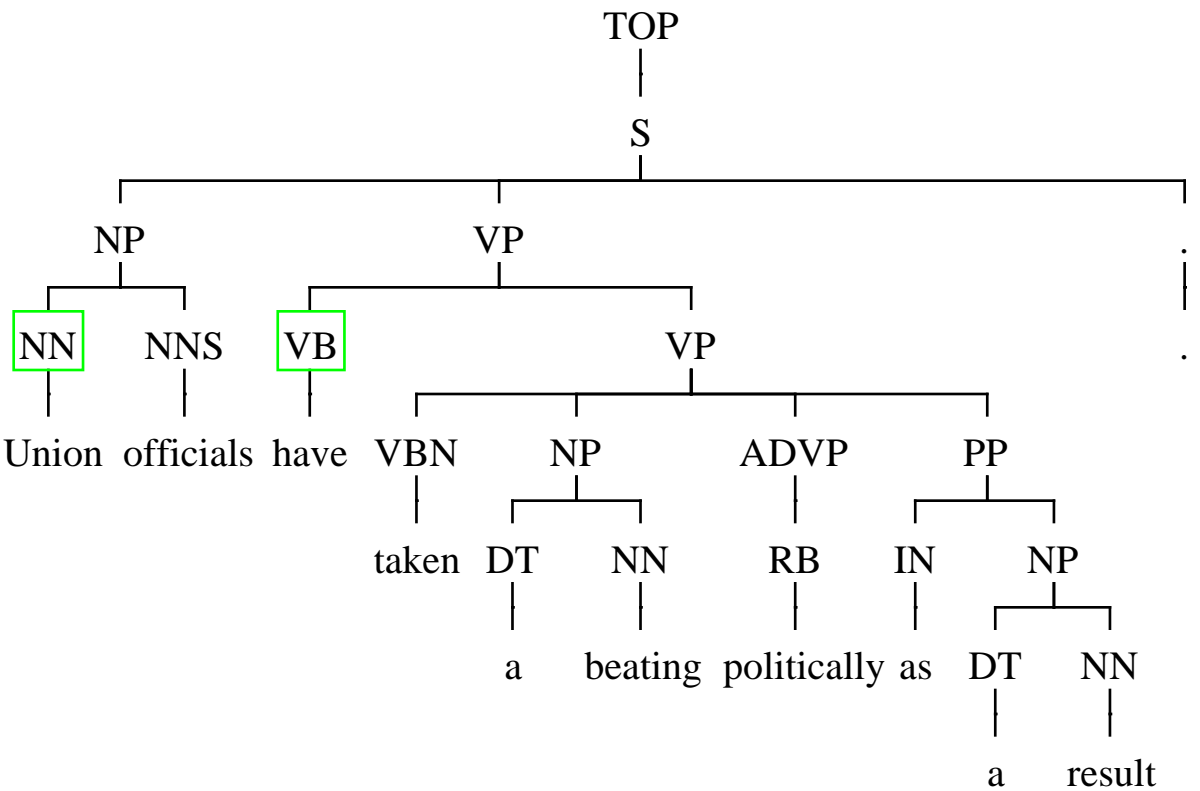 TOP
S
NP VP .
NN NNS VB VP .
Union officials have VBN NP ADVP PP
taken DT NN RB IN NP
a beating politically as DT NN
a result